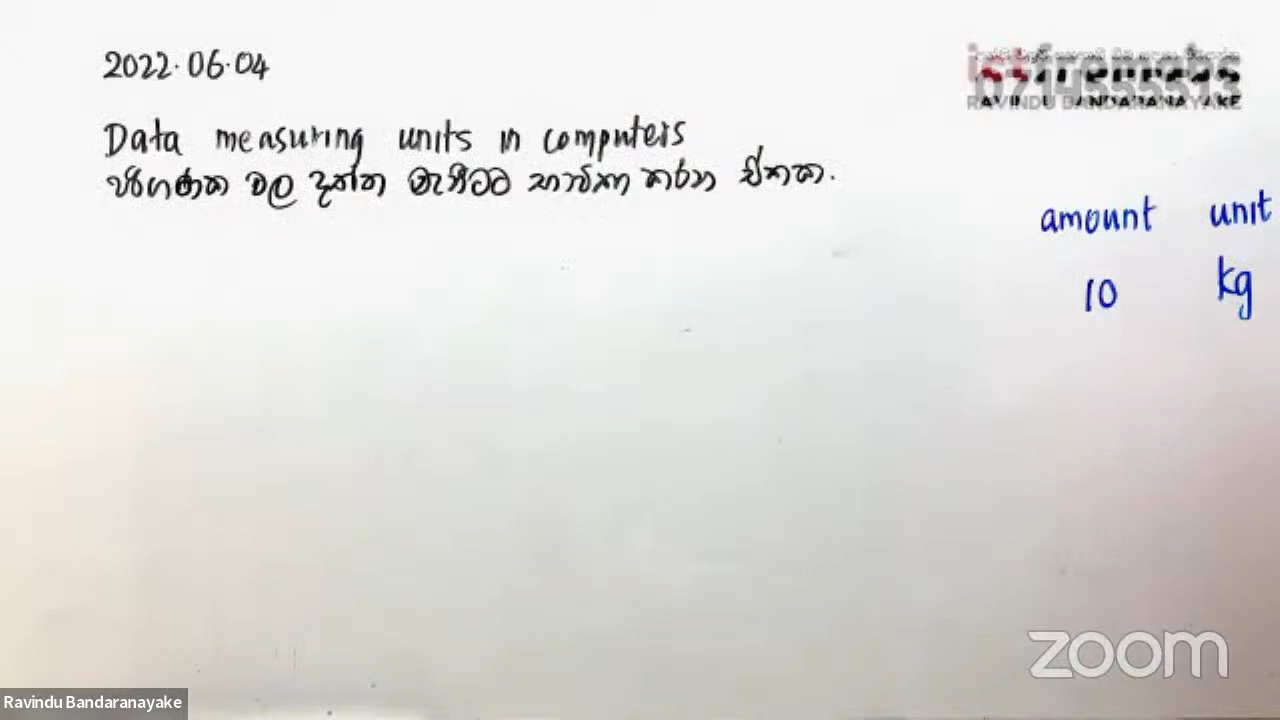 2022.06.04
Data measuring units in computers
පරිගණක වල දත්ත මැනීමට භාවිතා කරන ඒකක.
amount unit
10 kg
RAVINDU BANDARANAYAKE
zoom
Ravindu Bandaranayake